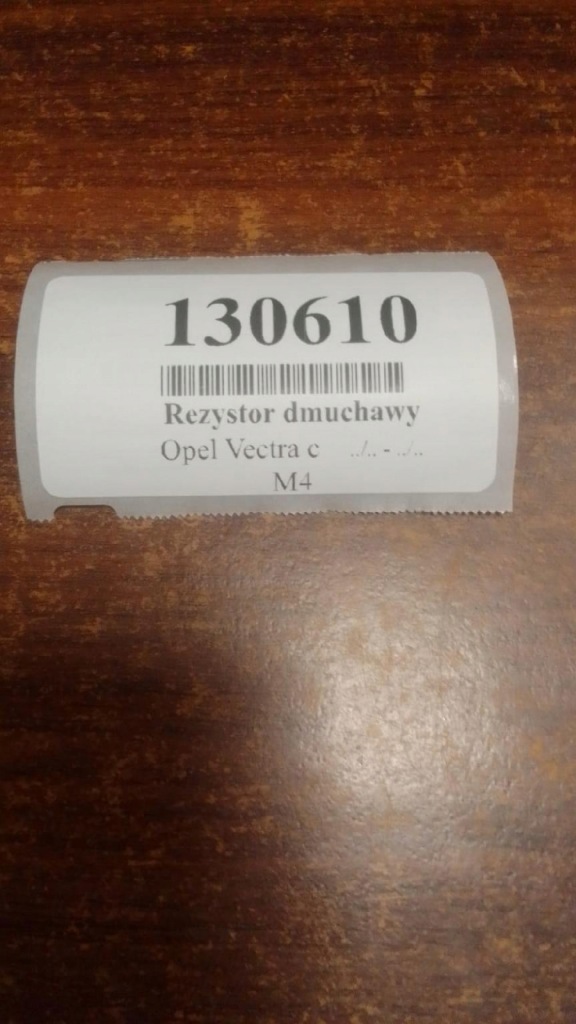 130610
Rezystor dmuchawy
Opel Vectra c ../.. - ../..
M4